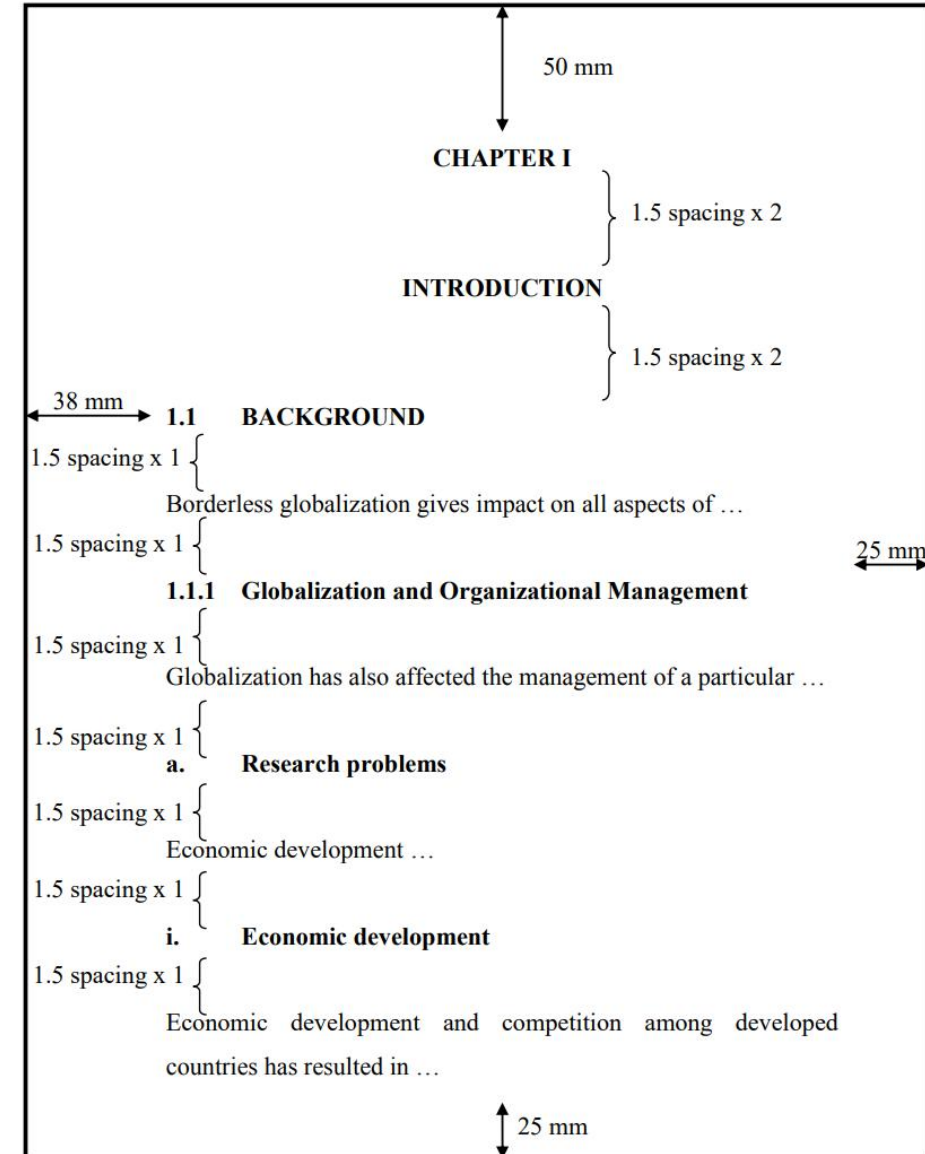 50 mm
CHAPTER I
1.5 spacing x 2
INTRODUCTION
1.5 spacing x 2
38 mm
1.1 BACKGROUND
1.5 spacing x 1
Borderless globalization gives impact on all aspects of …
1.5 spacing x 1
25 mm
1.1.1 Globalization and Organizational Management
1.5 spacing x 1
Globalization has also affected the management of a particular …
1.5 spacing x 1
a. Research problems
1.5 spacing x 1
Economic development …
1.5 spacing x 1
i. Economic development
1.5 spacing x 1
Economic development and competition among developed
countries has resulted in …
25 mm